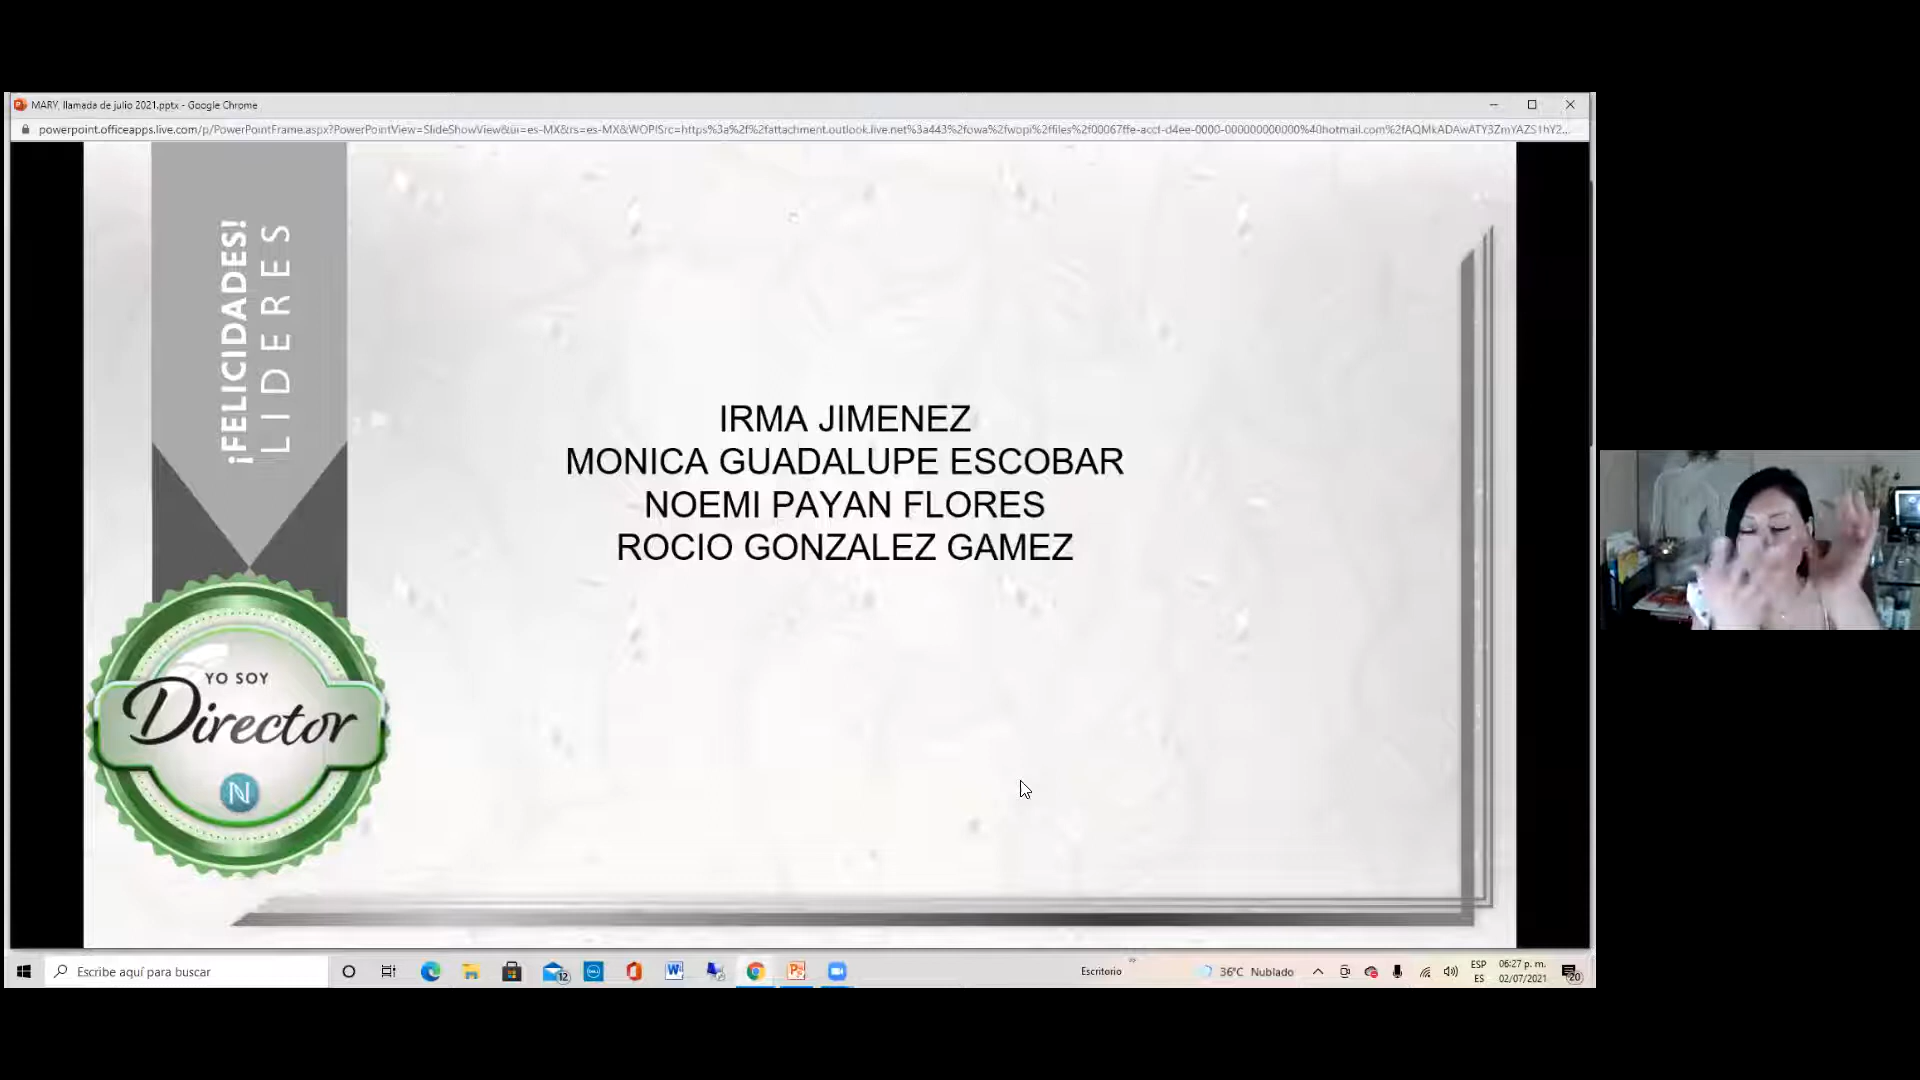 MARY, llamada de julio 2021.pptx - Google Chrome
¡FELICIDADES!
LIDERES
IRMA JIMENEZ
MONICA GUADALUPE ESCOBAR
NOEMI PAYAN FLORES
ROCIO GONZALEZ GAMEZ
YO SOY
Director
N
Escribe aquí para buscar
12
Escritorio
36°C Nublado
ESP
ES
06:27 p. m.
02/07/2021
20